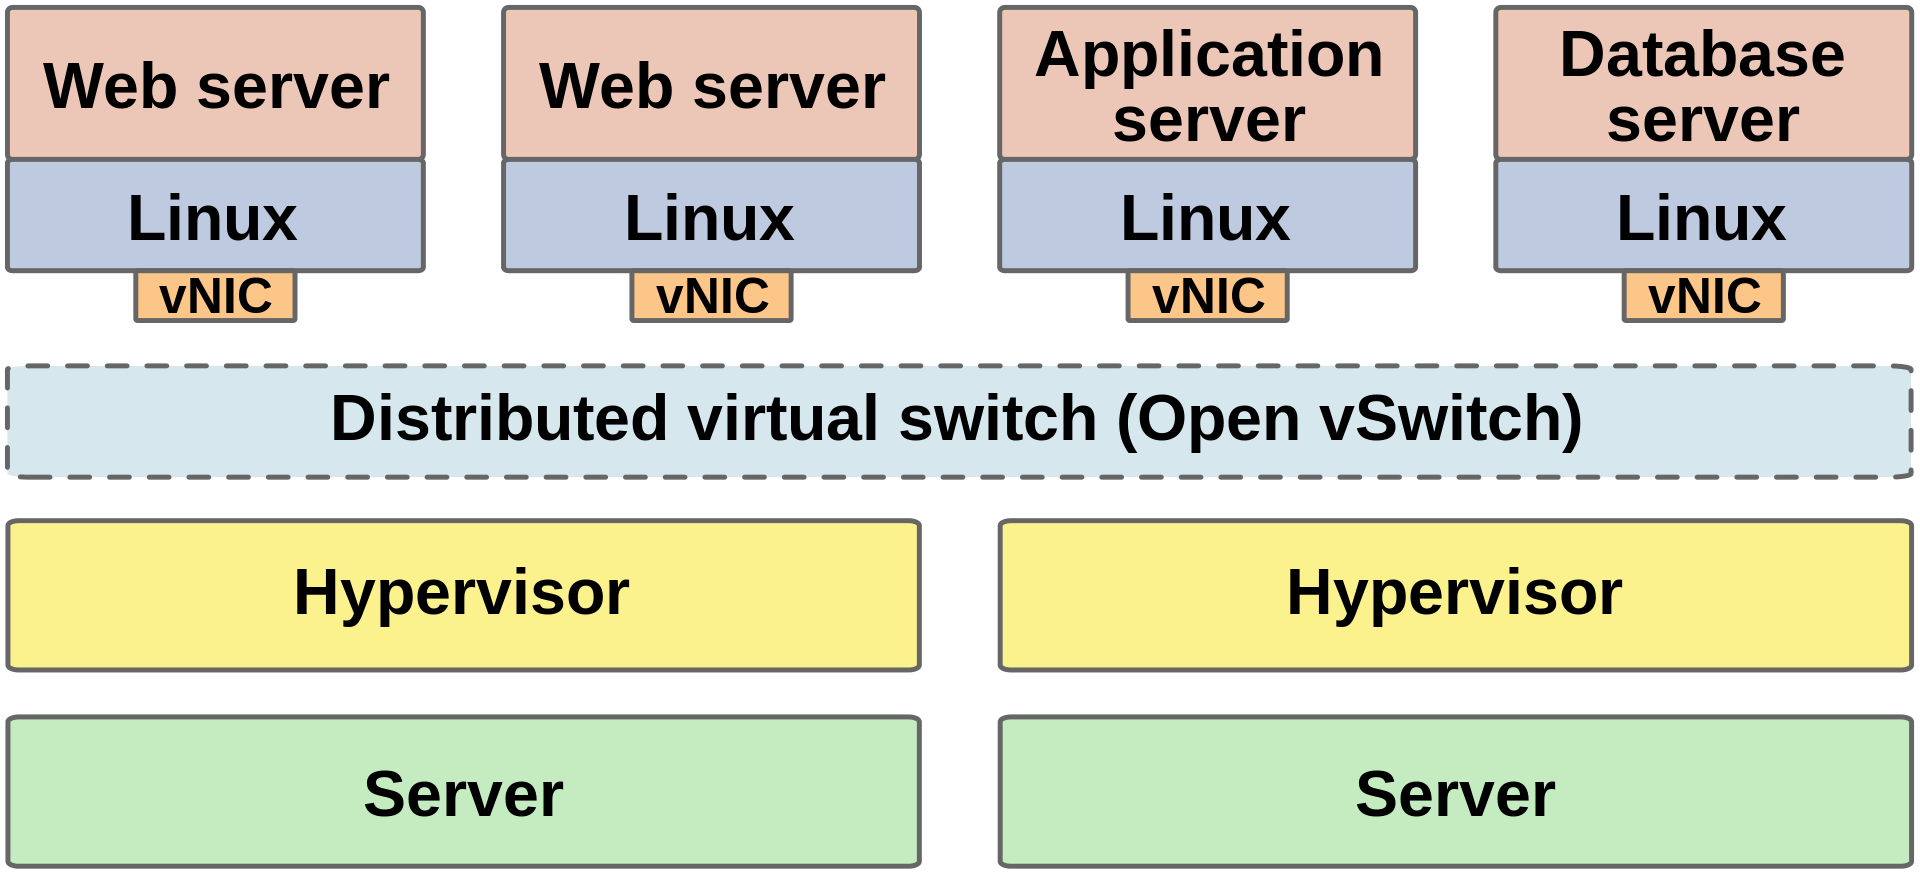 Web server
Web server
Application
server
Database
server
Linux
Linux
Linux
Linux
vNIC
vNIC
vNIC
vNIC
Distributed virtual switch (Open vSwitch)
Hypervisor
Hypervisor
Server
Server